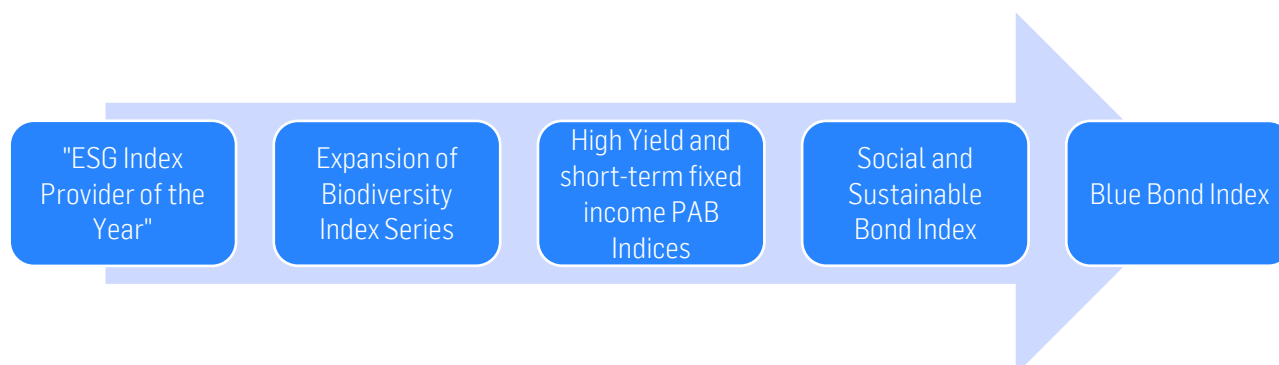 "ESG Index
Provider of the
Year"
Expansion of
Biodiversity
Index Series
High Yield and
short-term fixed
income PAB
Indices
Social and
Sustainable
Bond Index
Blue Bond Index